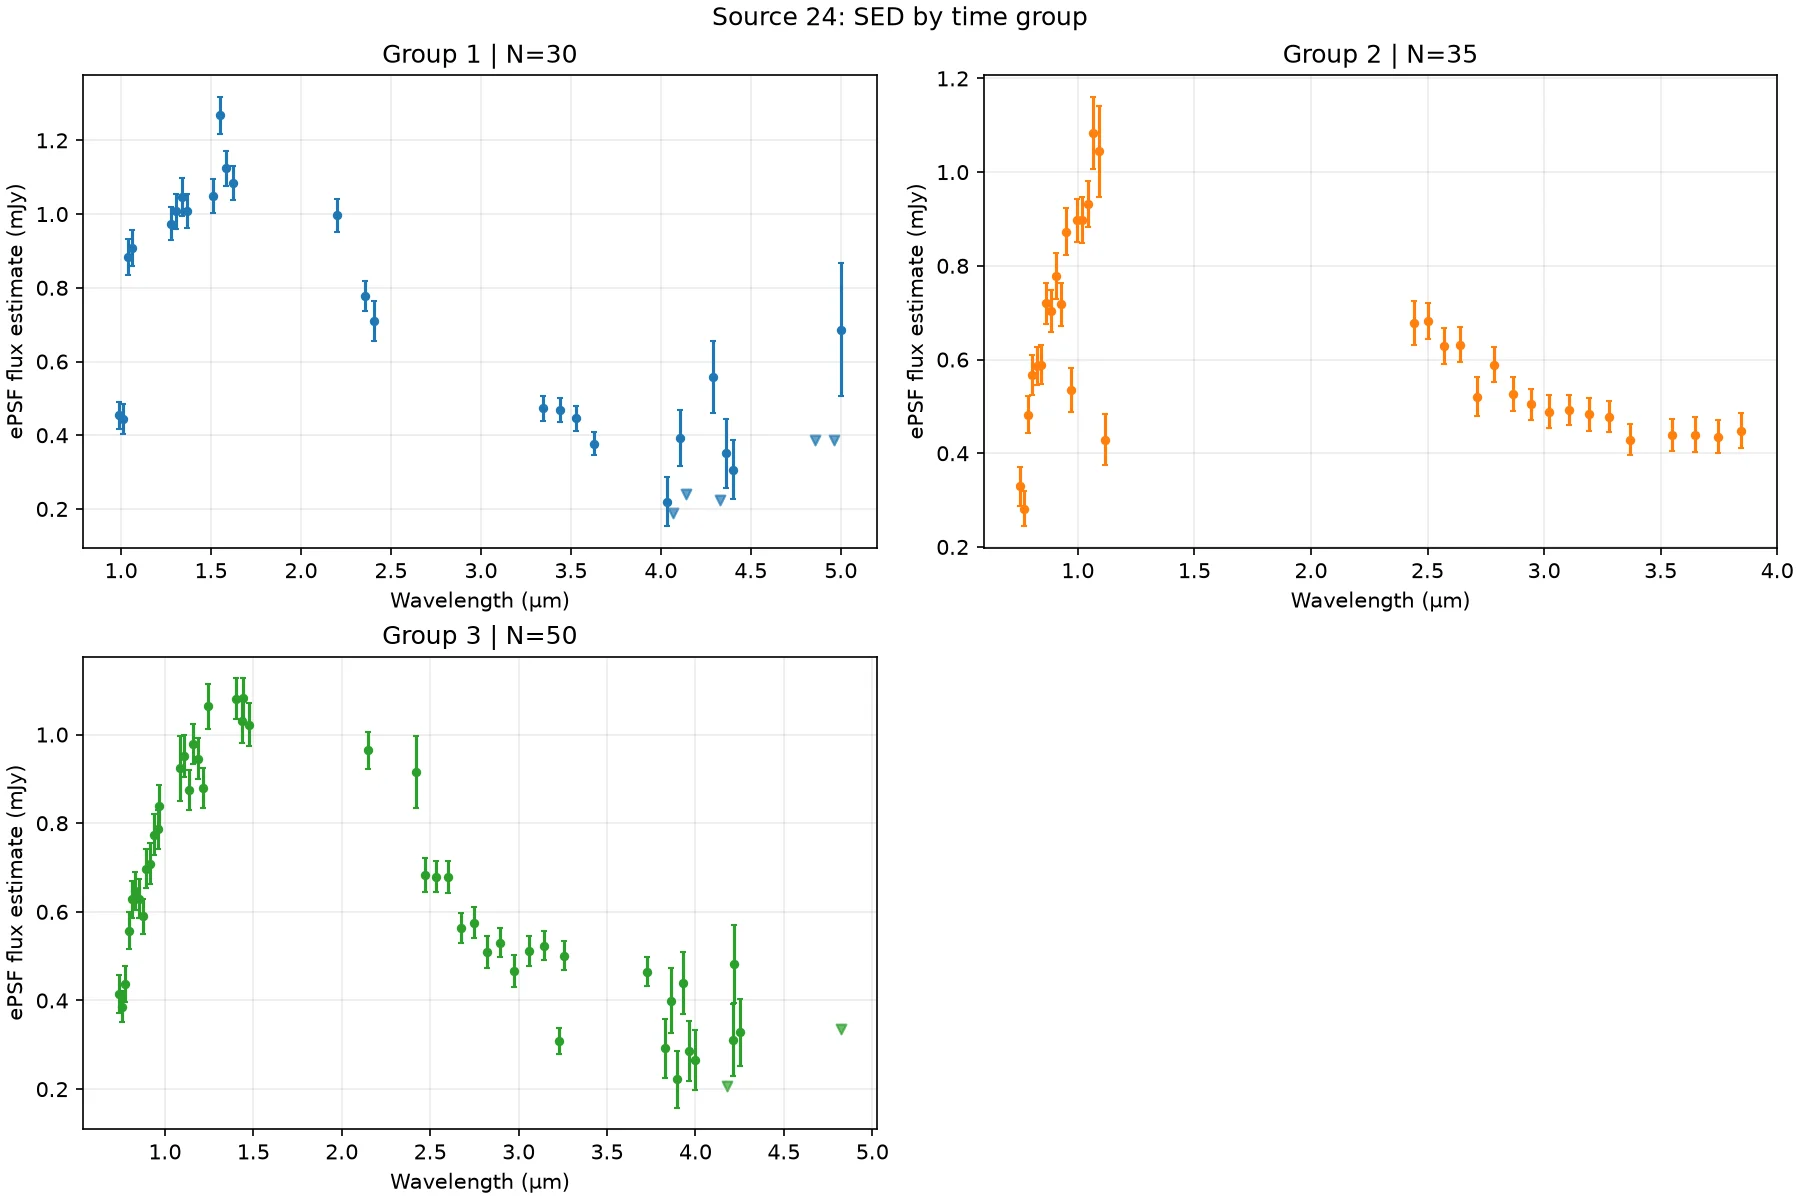 Source 24: SED by time group
Group 1 | N=30
ePSF flux estimate (mJy)
1.2
1.0
0.8
0.6
0.4
0.2
1.0 1.5 2.0 2.5 3.0 3.5 4.0 4.5 5.0
Wavelength (μm)
Group 2 | N=35
ePSF flux estimate (mJy)
1.2
1.0
0.8
0.6
0.4
0.2
1.0 1.5 2.0 2.5 3.0 3.5 4.0
Wavelength (μm)
Group 3 | N=50
ePSF flux estimate (mJy)
1.0
0.8
0.6
0.4
0.2
1.0 1.5 2.0 2.5 3.0 3.5 4.0 4.5 5.0
Wavelength (μm)